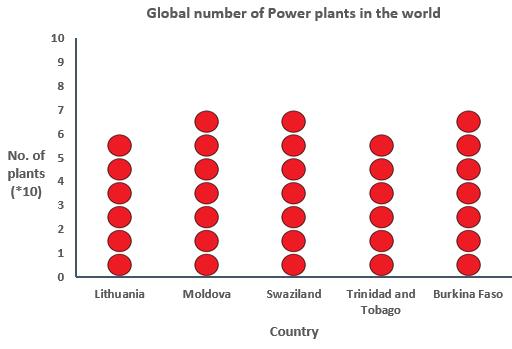 Global number of Power plants in the world
10
9
8
7
6
5
4
3
2
1
0
No. of
plants
(*10)
Lithuania
Moldova
Swaziland
Trinidad and
Tobago
Burkina Faso
Country